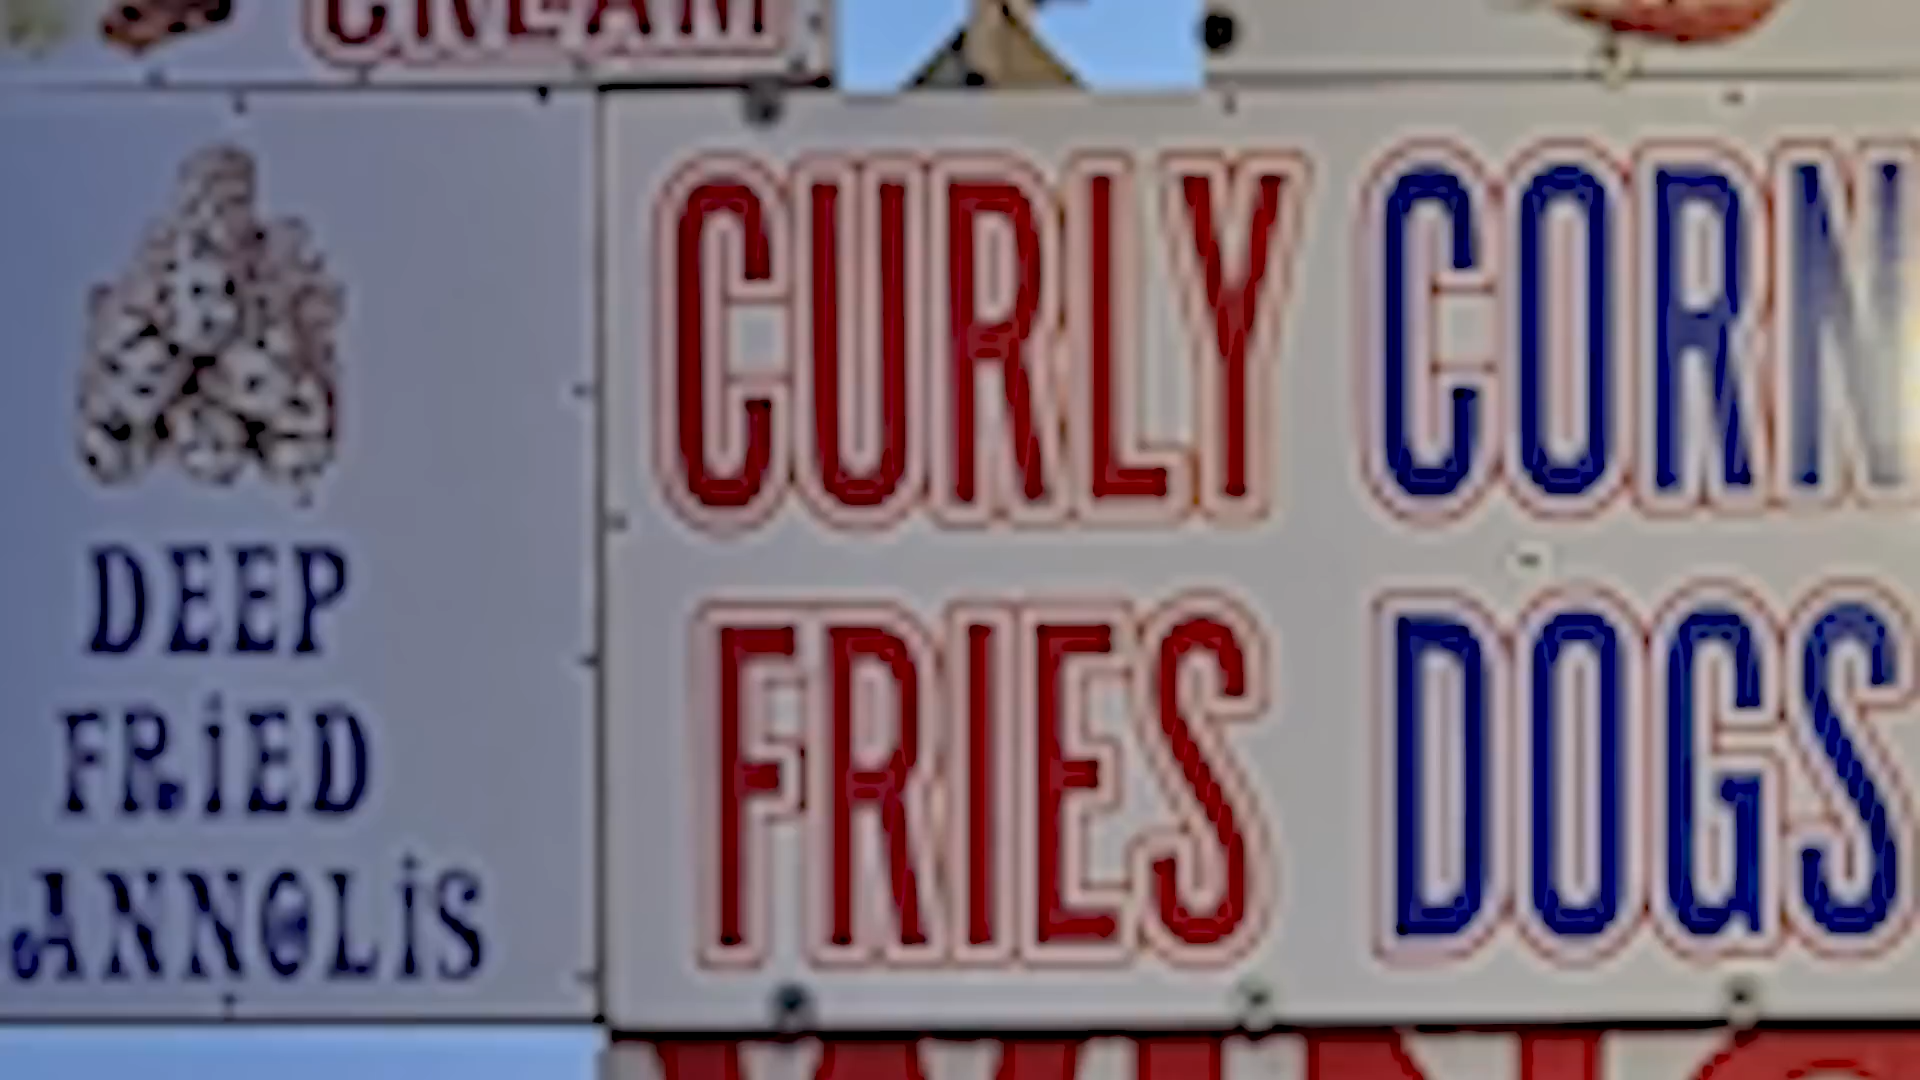 CREAM
CURLY CORN
FRIES DOGS
DEEP
FRiED
ANNOLiS